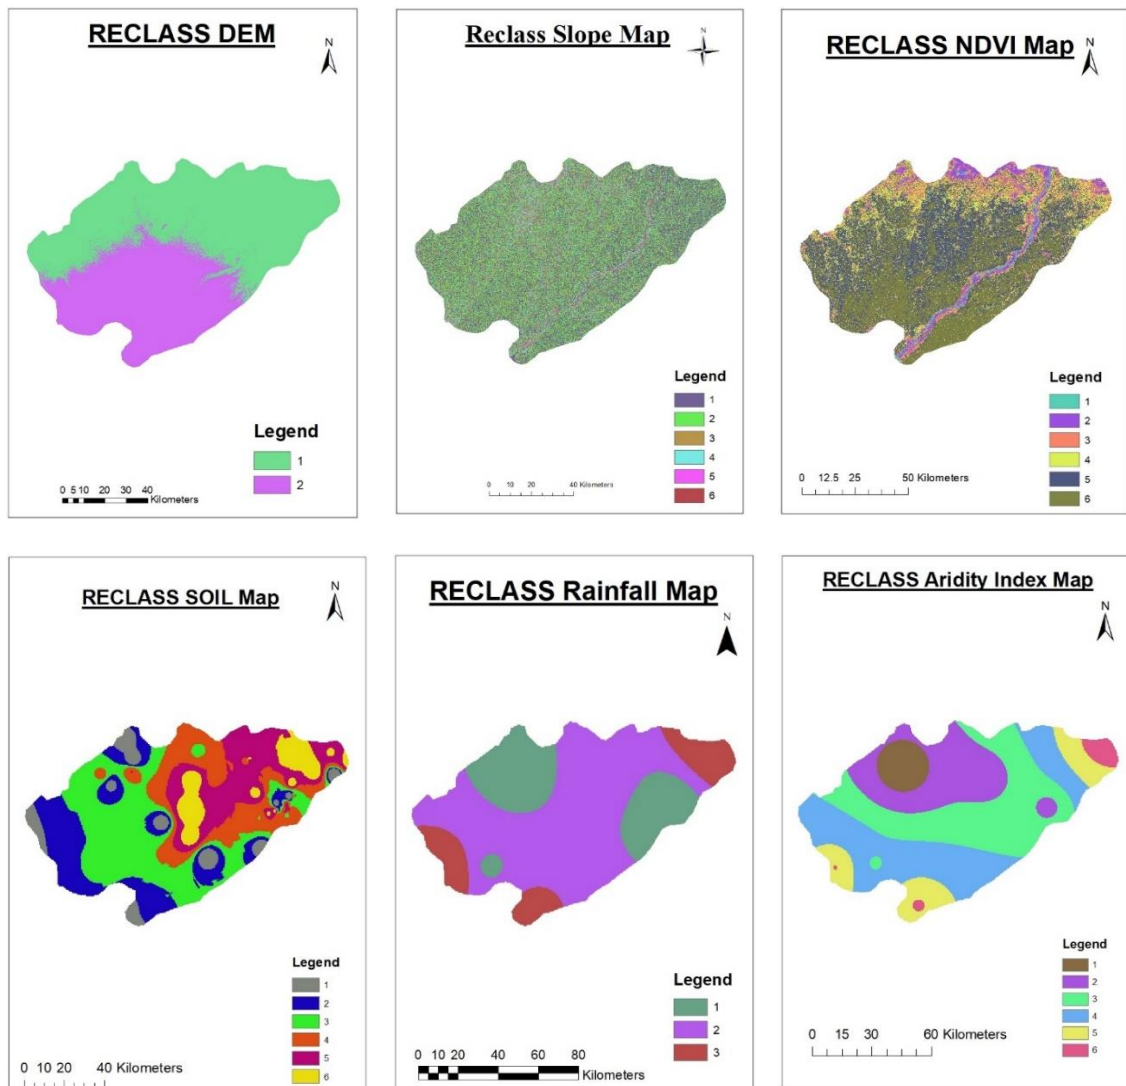 RECLASS DEM
N
Legend
1
2
0 5 10 20 30 40
Kilometers
Reclass Slope Map
N
Legend
1
2
3
4
5
6
0 10 20 40 Kilometers
RECLASS NDVI Map
N
Legend
1
2
3
4
5
6
0 12.5 25 50 Kilometers
RECLASS SOIL Map
N
Legend
1
2
3
4
5
6
0 10 20 40 Kilometers
RECLASS Rainfall Map
N
Legend
1
2
3
0 10 20 40 60 80
Kilometers
RECLASS Aridity Index Map
N
Legend
1
2
3
4
5
6
0 15 30 60 Kilometers